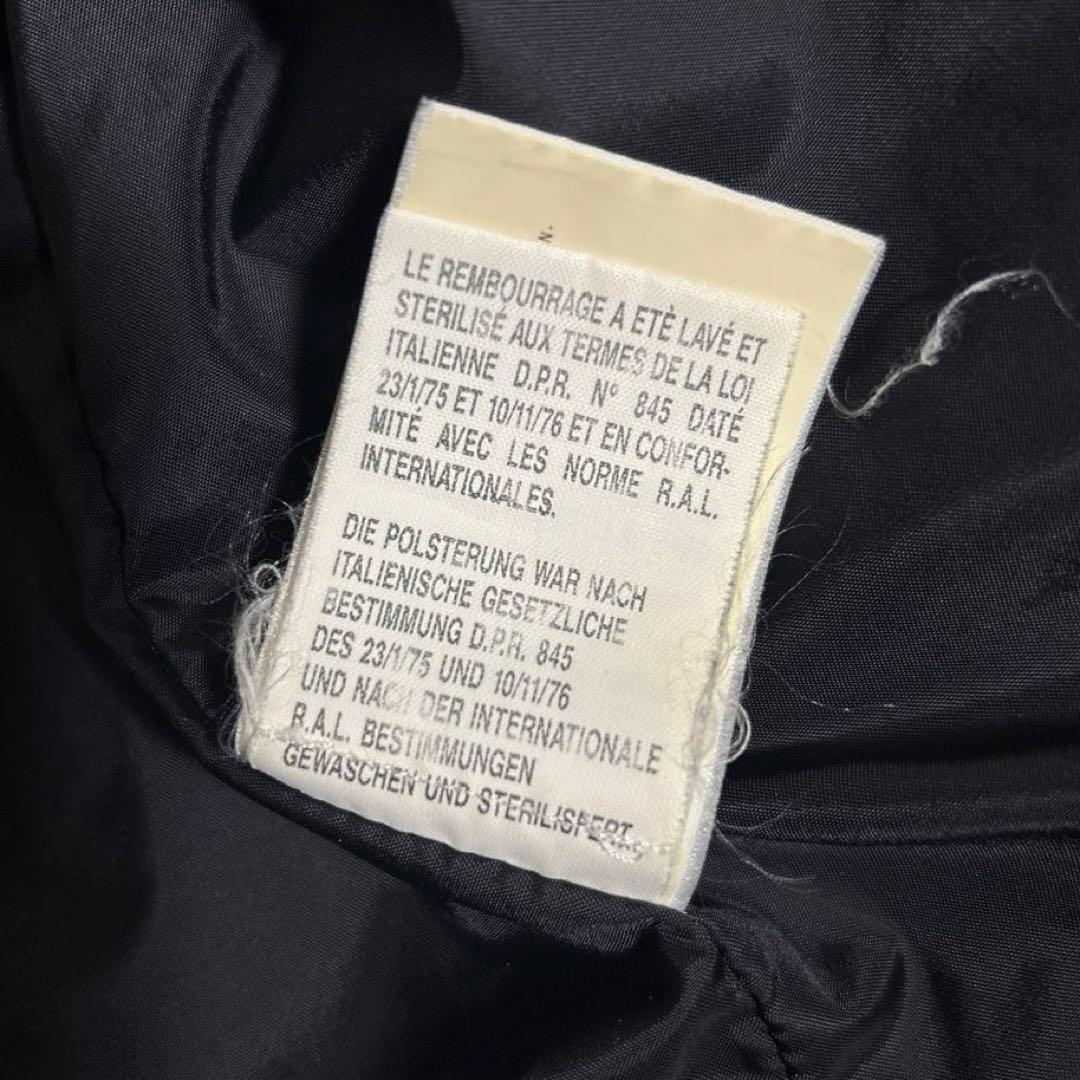 N.
LE REMBOURRAGE A ETÈ LAVÉ ET
STERILISÉ AUX TERMES DE LA LOI
ITALIENNE D.P.R. N° 845 DATÉ
23/1/75 ET 10/11/76 ET EN CONFOR-
MITÉ AVEC LES NORME R.A.L.
INTERNATIONALES.
DIE POLSTERUNG WAR NACH
ITALIENISCHE GESETZLICHE
BESTIMMUNG D.P.R. 845
DES 23/1/75 UND 10/11/76
UND NACH DER INTERNATIONALE
R.A.L. BESTIMMUNGEN
GEWASCHEN UND STERILISFERT.